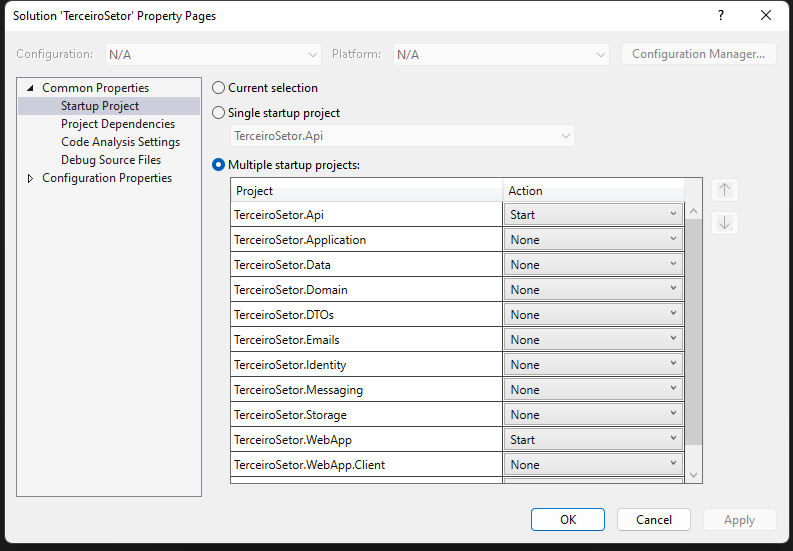 Solution 'TerceiroSetor' Property Pages
?
Configuration: N/A Platform: N/A Configuration Manager...
Common Properties
Startup Project
Project Dependencies
Code Analysis Settings
Debug Source Files
Configuration Properties
Current selection
Single startup project
TerceiroSetor.Api
Multiple startup projects:
Project Action
TerceiroSetor.Api Start
TerceiroSetor.Application None
TerceiroSetor.Data None
TerceiroSetor.Domain None
TerceiroSetor.DTOs None
TerceiroSetor.Emails None
TerceiroSetor.Identity None
TerceiroSetor.Messaging None
TerceiroSetor.Storage None
TerceiroSetor.WebApp Start
TerceiroSetor.WebApp.Client None
OK Cancel Apply